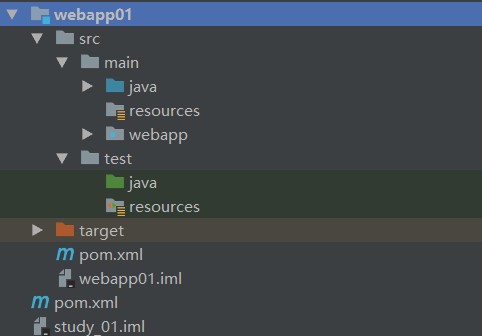 webapp01
src
main
java
resources
webapp
test
java
resources
target
pom.xml
webapp01.iml
pom.xml
study_01.iml